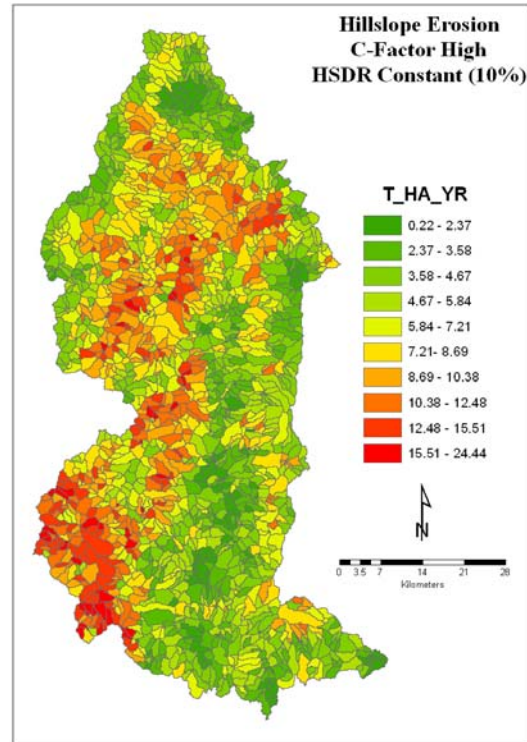 Hillslope Erosion
C-Factor High
HSDR Constant (10%)
T_HA_YR
0.22 - 2.37
2.37 - 3.58
3.58 - 4.67
4.67 - 5.84
5.84 - 7.21
7.21 - 8.69
8.69 - 10.38
10.38 - 12.48
12.48 - 15.51
15.51 - 24.44
N
0 3.5 7 14 21 28
Kilometers